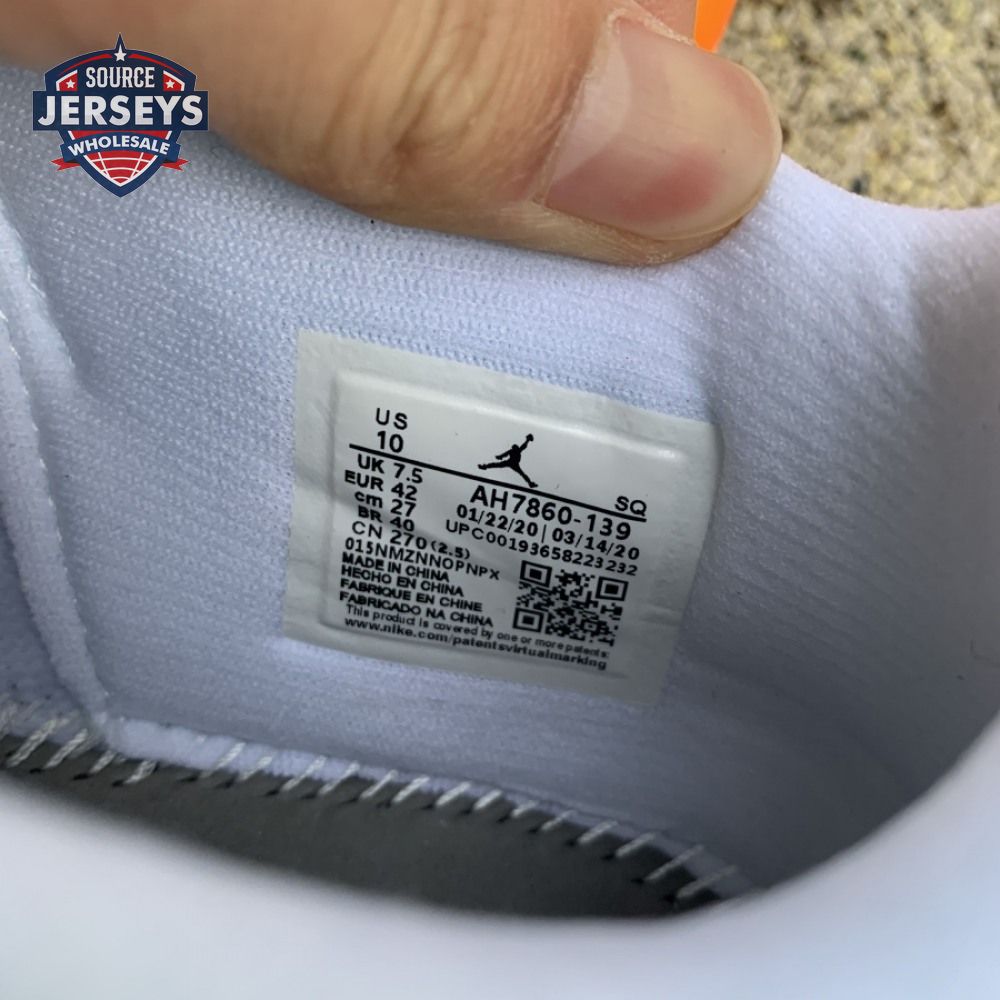 SOURCE
JERSEYS
WHOLESALE
US
10
UK 7.5
EUR 42
cm 27
BR 40
CN 270 (2.5)
SQ
AH7860-139
01/22/20 | 03/14/20
UPC00193658223232
015NMZNNOPNPX
MADE IN CHINA
HECHO EN CHINA
FABRIQUE EN CHINE
FABRICADO NA CHINA
This product is covered by one or more patents:
www.nike.com/patentsvirtualmarking